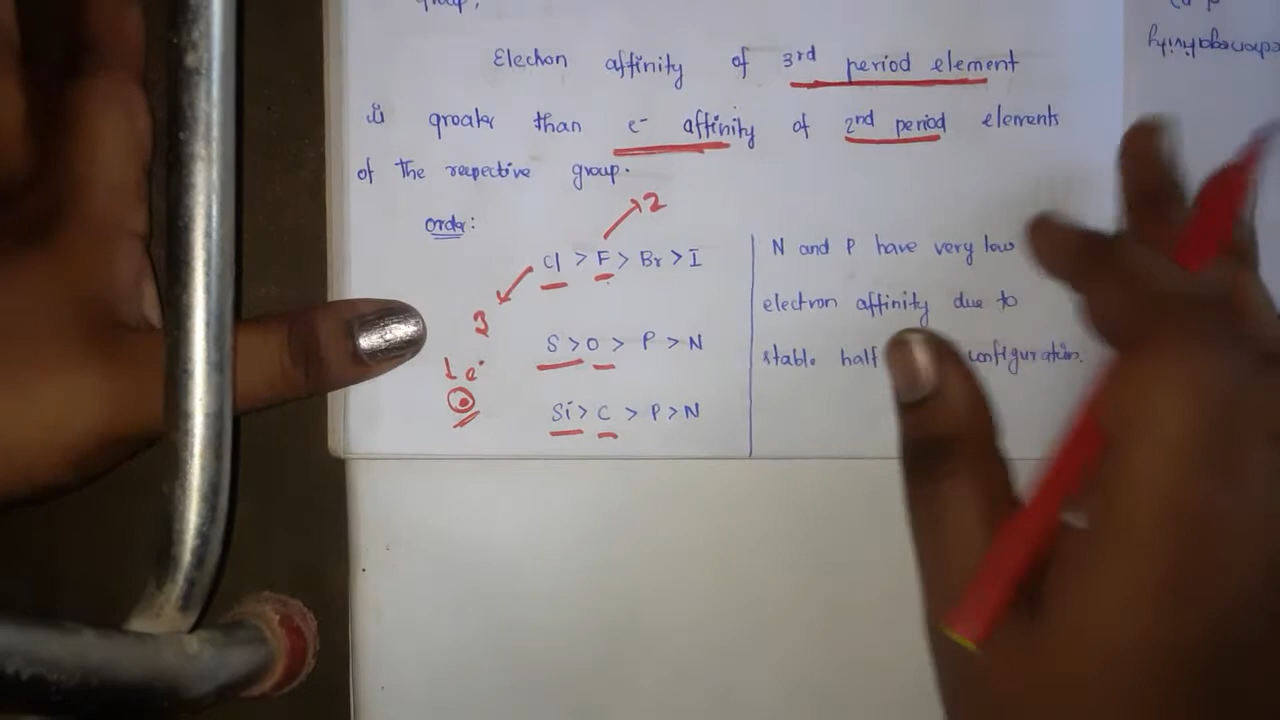 group,
Electron affinity of 3rd period element
is greater than e- affinity of 2nd period elements
of the respective group.
order:
2
Cl > F > Br > I
3
S > O > P > N
e-
Si > C > P > N
N and P have very low
electron affinity due to
stable half configuration.